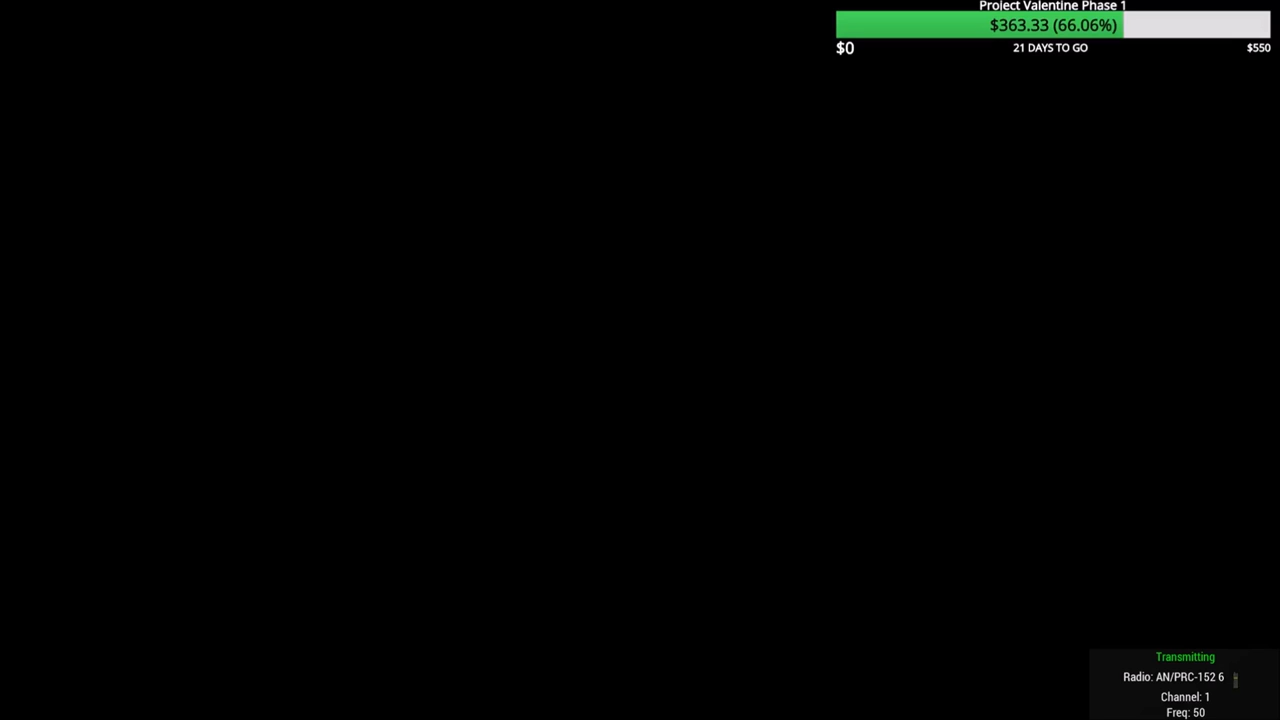 Project Valentine Phase 1
$363.33 (66.06%)
$0
21 DAYS TO GO
$550
Transmitting
Radio: AN/PRC-152 6
Channel: 1
Freq: 50